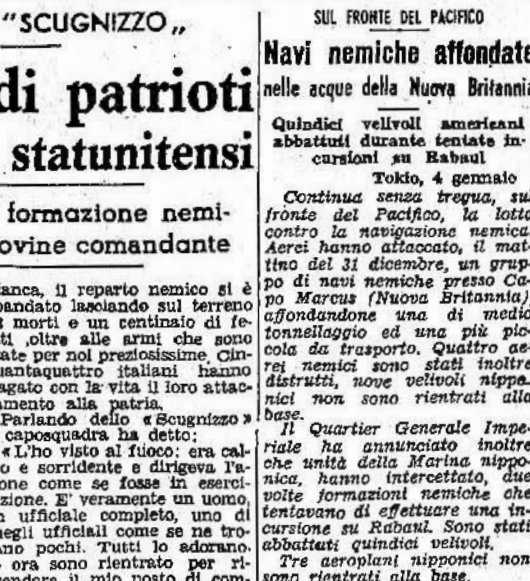 "SCUGNIZZO„
di patrioti
statunitensi
formazione nemi-
ovine comandante
ianca, il reparto nemico si è
bandato lasciando sul terreno
morti e un centinaio di fe-
ti ,oltre alle armi che sono
ate per noi preziosissime, Cin-
uantaquattro italiani hanno
agato con la vita il loro attac-
amento alla patria.
Parlando dello «Scugnizzo»
caposquadra ha detto:
«L'ho visto al fuoco: era cal-
o e sorridente e dirigeva l'a-
one come se fosse in eserci-
zione. E' veramente un uomo,
n ufficiale completo, uno di
uegli ufficiali come se ne tro-
ano pochi. Tutti lo adorano.
ora sono rientrato per ri-
endere il mio posto di com-
SUL FRONTE DEL PACIFICO
Navi nemiche affondate
nelle acque della Nuova Britannia
Quindici velivoli americani
abbattuti durante tentate in-
cursioni su Rabaul
Tokio, 4 gennaio
Continua senza tregua, sul
fronte del Pacifico, la lotta
contro la navigazione nemica.
Aerei hanno attaccato, il mat-
tino del 31 dicembre, un grup-
po di navi nemiche presso Ca-
po Marcus (Nuova Britannia)
affondandone una di medio
tonnellaggio ed una più pic-
cola da trasporto. Quattro ae-
rei nemici sono stati inoltre
distrutti, nove velivoli nippo-
nici non sono rientrati alla
base.
Il Quartier Generale Impe-
riale ha annunciato inoltre
che unità della Marina nippo-
nica, hanno intercettato, due
volte formazioni nemiche che
tentavano di effettuare una in-
cursione su Rabaul. Sono stati
abbattuti quindici velivoli.
Tre aeroplani nipponici non
sono rientrati alla base.